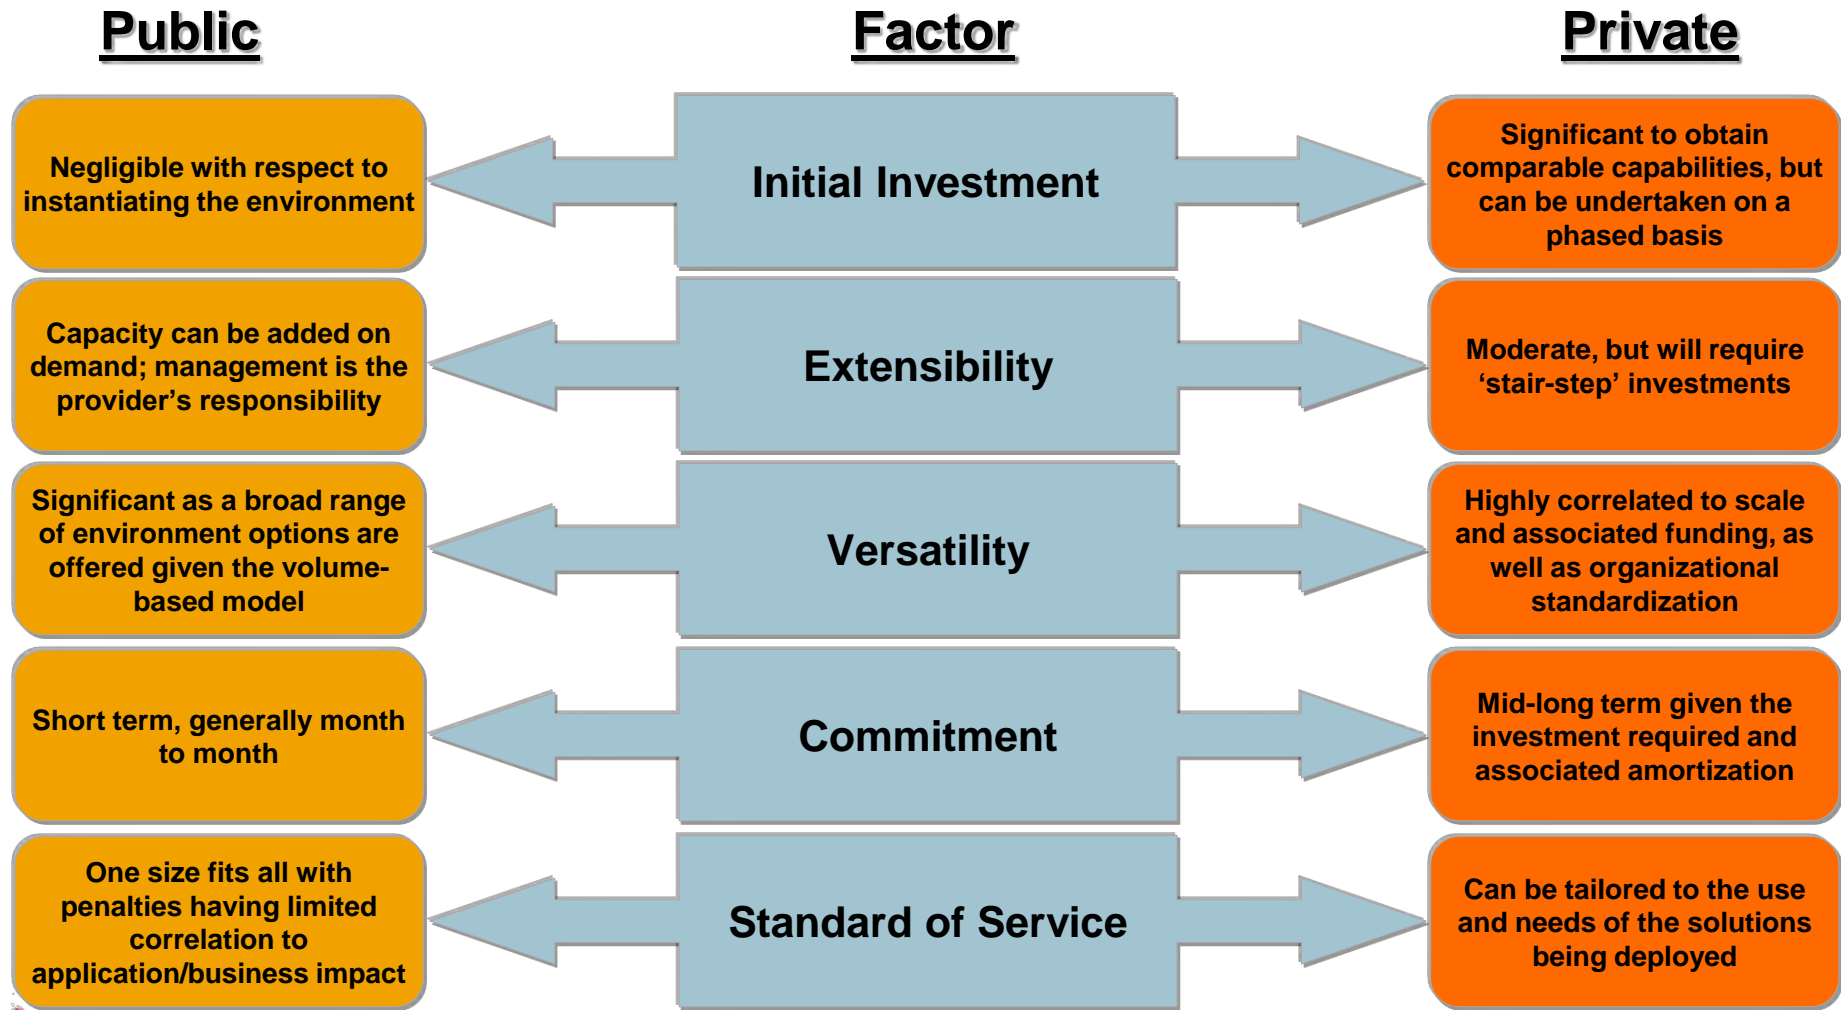 Public
Factor
Private
Negligible with respect to
instantiating the environment
Initial Investment
Significant to obtain
comparable capabilities, but
can be undertaken on a
phased basis
Capacity can be added on
demand; management is the
provider’s responsibility
Extensibility
Moderate, but will require
‘stair-step’ investments
Significant as a broad range
of environment options are
offered given the volume-
based model
Versatility
Highly correlated to scale
and associated funding, as
well as organizational
standardization
Short term, generally month
to month
Commitment
Mid-long term given the
investment required and
associated amortization
One size fits all with
penalties having limited
correlation to
application/business impact
Standard of Service
Can be tailored to the use
and needs of the solutions
being deployed